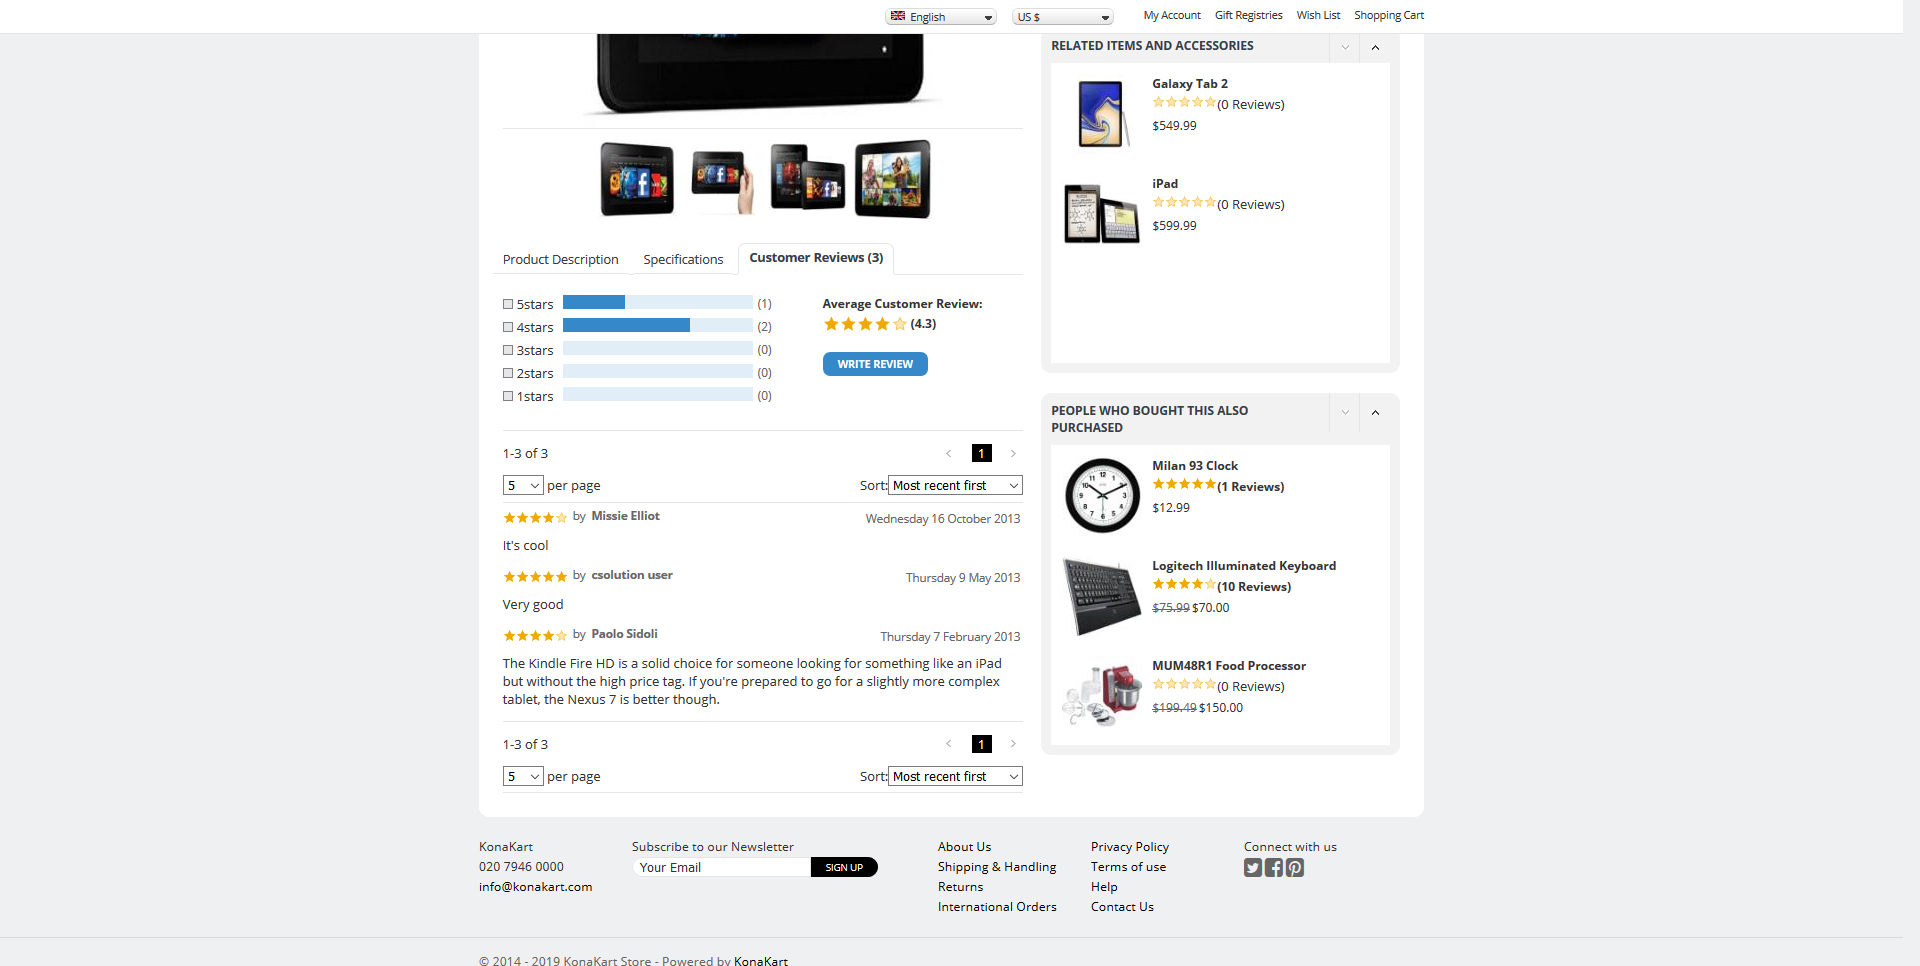 English
US $
My Account
Gift Registries
Wish List
Shopping Cart
RELATED ITEMS AND ACCESSORIES
Galaxy Tab 2
(0 Reviews)
$549.99
iPad
(0 Reviews)
$599.99
Product Description
Specifications
Customer Reviews (3)
5stars (1)
4stars (2)
3stars (0)
2stars (0)
1stars (0)
Average Customer Review:
(4.3)
WRITE REVIEW
1-3 of 3
< 1 >
5 per page
Sort: Most recent first
by Missie Elliot
Wednesday 16 October 2013
It's cool
by csolution user
Thursday 9 May 2013
Very good
by Paolo Sidoli
Thursday 7 February 2013
The Kindle Fire HD is a solid choice for someone looking for something like an iPad
but without the high price tag. If you're prepared to go for a slightly more complex
tablet, the Nexus 7 is better though.
1-3 of 3
< 1 >
5 per page
Sort: Most recent first
PEOPLE WHO BOUGHT THIS ALSO
PURCHASED
Milan 93 Clock
(1 Reviews)
$12.99
Logitech Illuminated Keyboard
(10 Reviews)
$75.99 $70.00
MUM48R1 Food Processor
(0 Reviews)
$199.49 $150.00
KonaKart
020 7946 0000
info@konakart.com
Subscribe to our Newsletter
Your Email
SIGN UP
About Us
Shipping & Handling
Returns
International Orders
Privacy Policy
Terms of use
Help
Contact Us
Connect with us
© 2014 - 2019 KonaKart Store - Powered by KonaKart